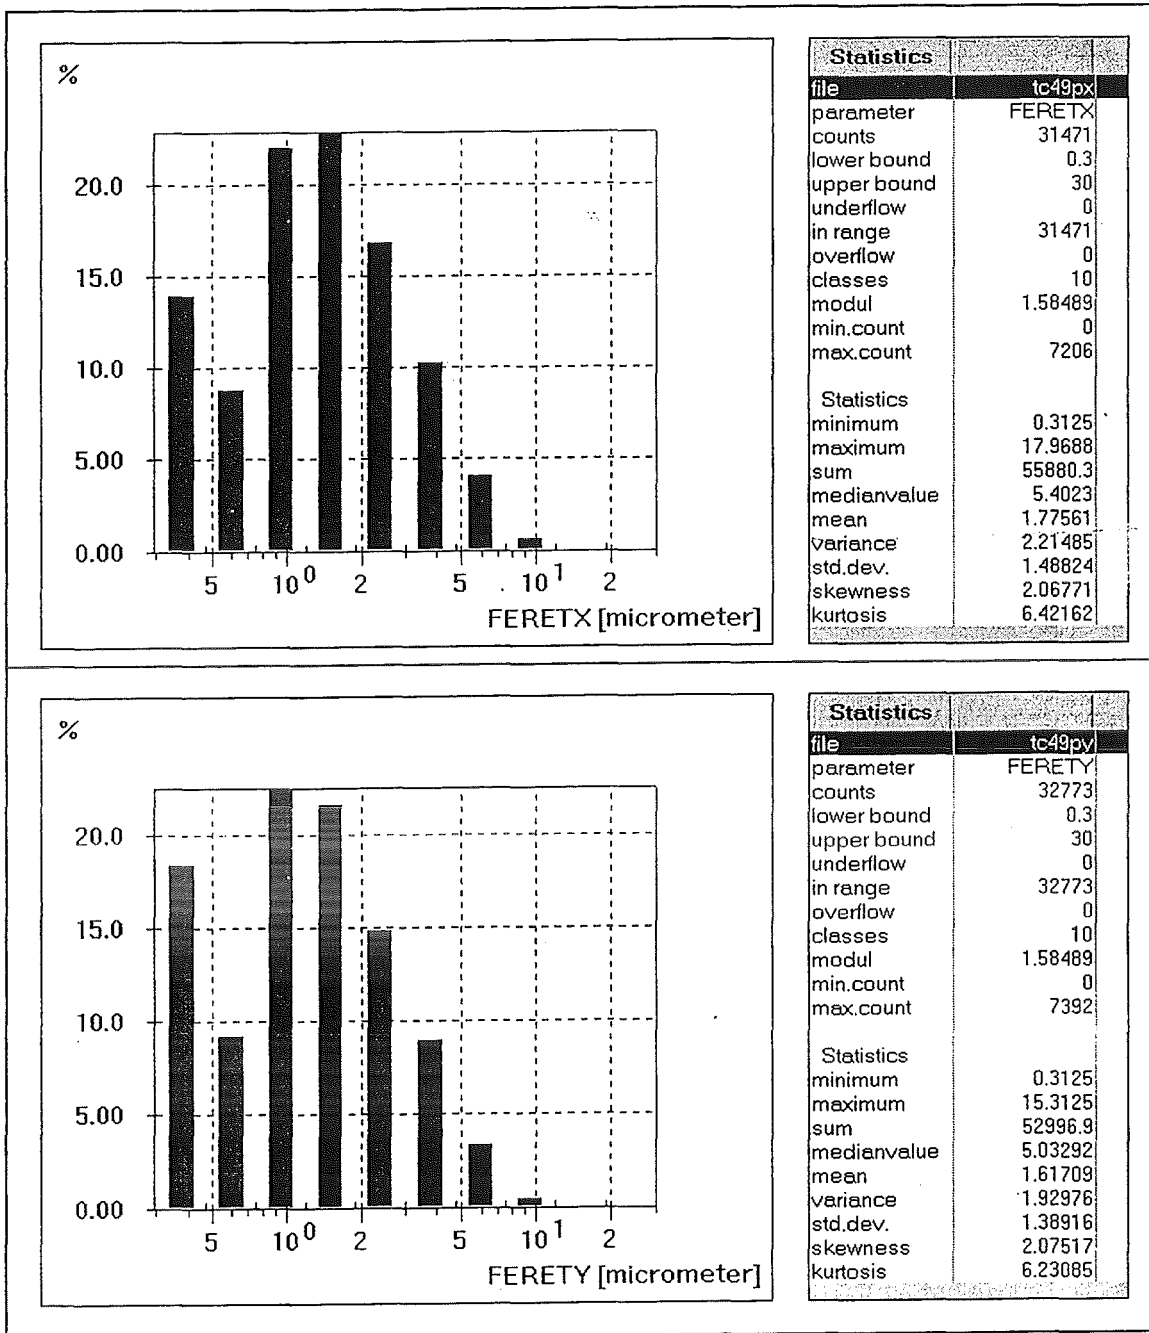 %
20.0
15.0
10.0
5.00
0.00
5 10^0 2 5 10^1 2
FERETX [micrometer]
Statistics
file tc49px
parameter FERETX
counts 31471
lower bound 0.3
upper bound 30
underflow 0
in range 31471
overflow 0
classes 10
modul 1.58489
min.count 0
max.count 7206
Statistics
minimum 0.3125
maximum 17.9688
sum 55880.3
medianvalue 5.4023
mean 1.77561
variance 2.21485
std.dev. 1.48824
skewness 2.06771
kurtosis 6.42162
%
20.0
15.0
10.0
5.00
0.00
5 10^0 2 5 10^1 2
FERETY [micrometer]
Statistics
file tc49py
parameter FERETY
counts 32773
lower bound 0.3
upper bound 30
underflow 0
in range 32773
overflow 0
classes 10
modul 1.58489
min.count 0
max.count 7392
Statistics
minimum 0.3125
maximum 15.3125
sum 52996.9
medianvalue 5.03292
mean 1.61709
variance 1.92976
std.dev. 1.38916
skewness 2.07517
kurtosis 6.23085